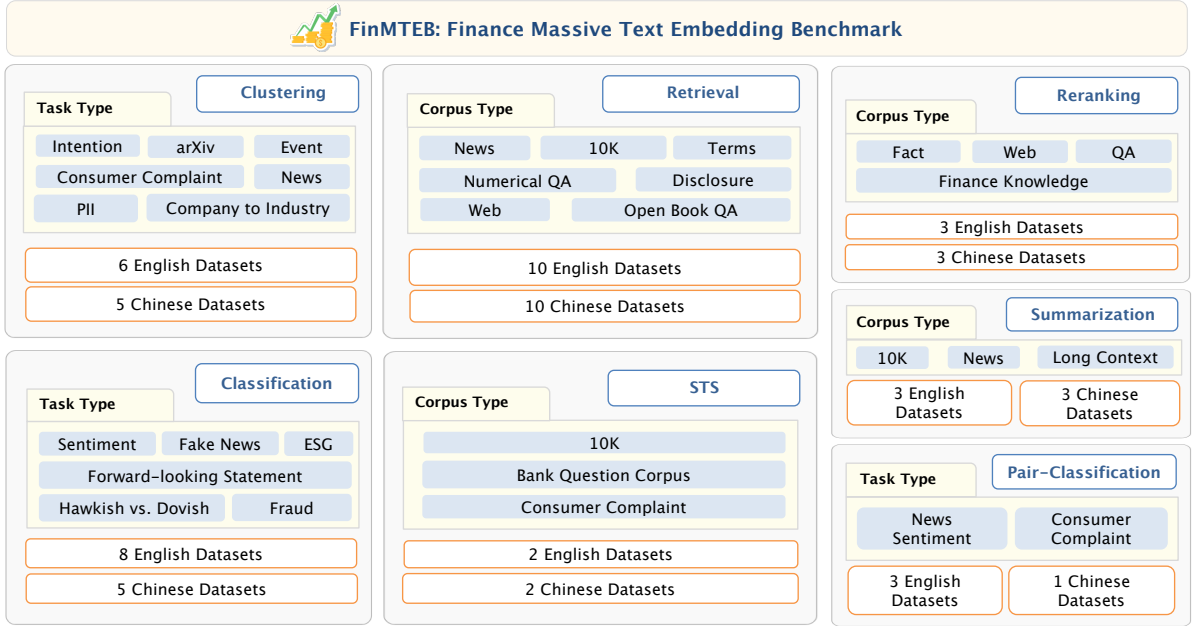 FinMTEB: Finance Massive Text Embedding Benchmark
Clustering
Task Type
Intention
arXiv
Event
Consumer Complaint
News
PII
Company to Industry
6 English Datasets
5 Chinese Datasets
Retrieval
Corpus Type
News
10K
Terms
Numerical QA
Disclosure
Web
Open Book QA
10 English Datasets
10 Chinese Datasets
Reranking
Corpus Type
Fact
Web
QA
Finance Knowledge
3 English Datasets
3 Chinese Datasets
Summarization
Corpus Type
10K
News
Long Context
3 English
Datasets
3 Chinese
Datasets
Classification
Task Type
Sentiment
Fake News
ESG
Forward-looking Statement
Hawkish vs. Dovish
Fraud
8 English Datasets
5 Chinese Datasets
STS
Corpus Type
10K
Bank Question Corpus
Consumer Complaint
2 English Datasets
2 Chinese Datasets
Pair-Classification
Task Type
News
Sentiment
Consumer
Complaint
3 English
Datasets
1 Chinese
Datasets